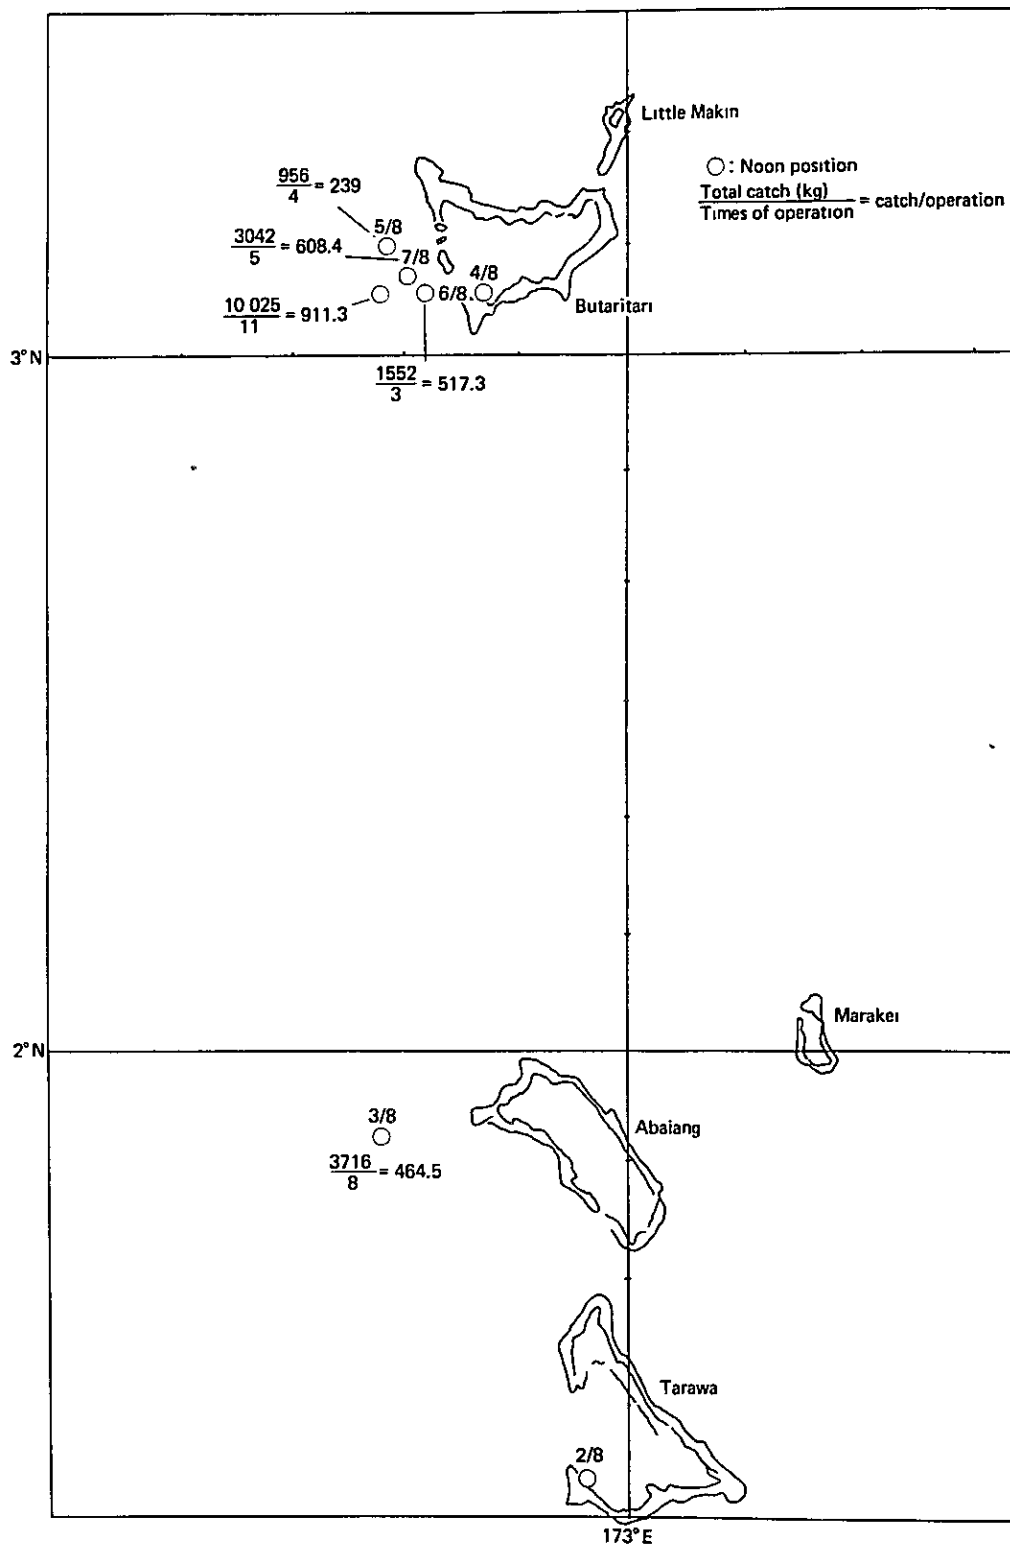 Little Makin
○: Noon position
Total catch (kg)
Times of operation = catch/operation
956
4 = 239
5/8
3042
5 = 608.4
7/8
4/8
6/8
10 025
11 = 911.3
Butaritari
3°N
1552
3 = 517.3
Marakei
2°N
3/8
3716
8 = 464.5
Abaiang
Tarawa
2/8
173°E